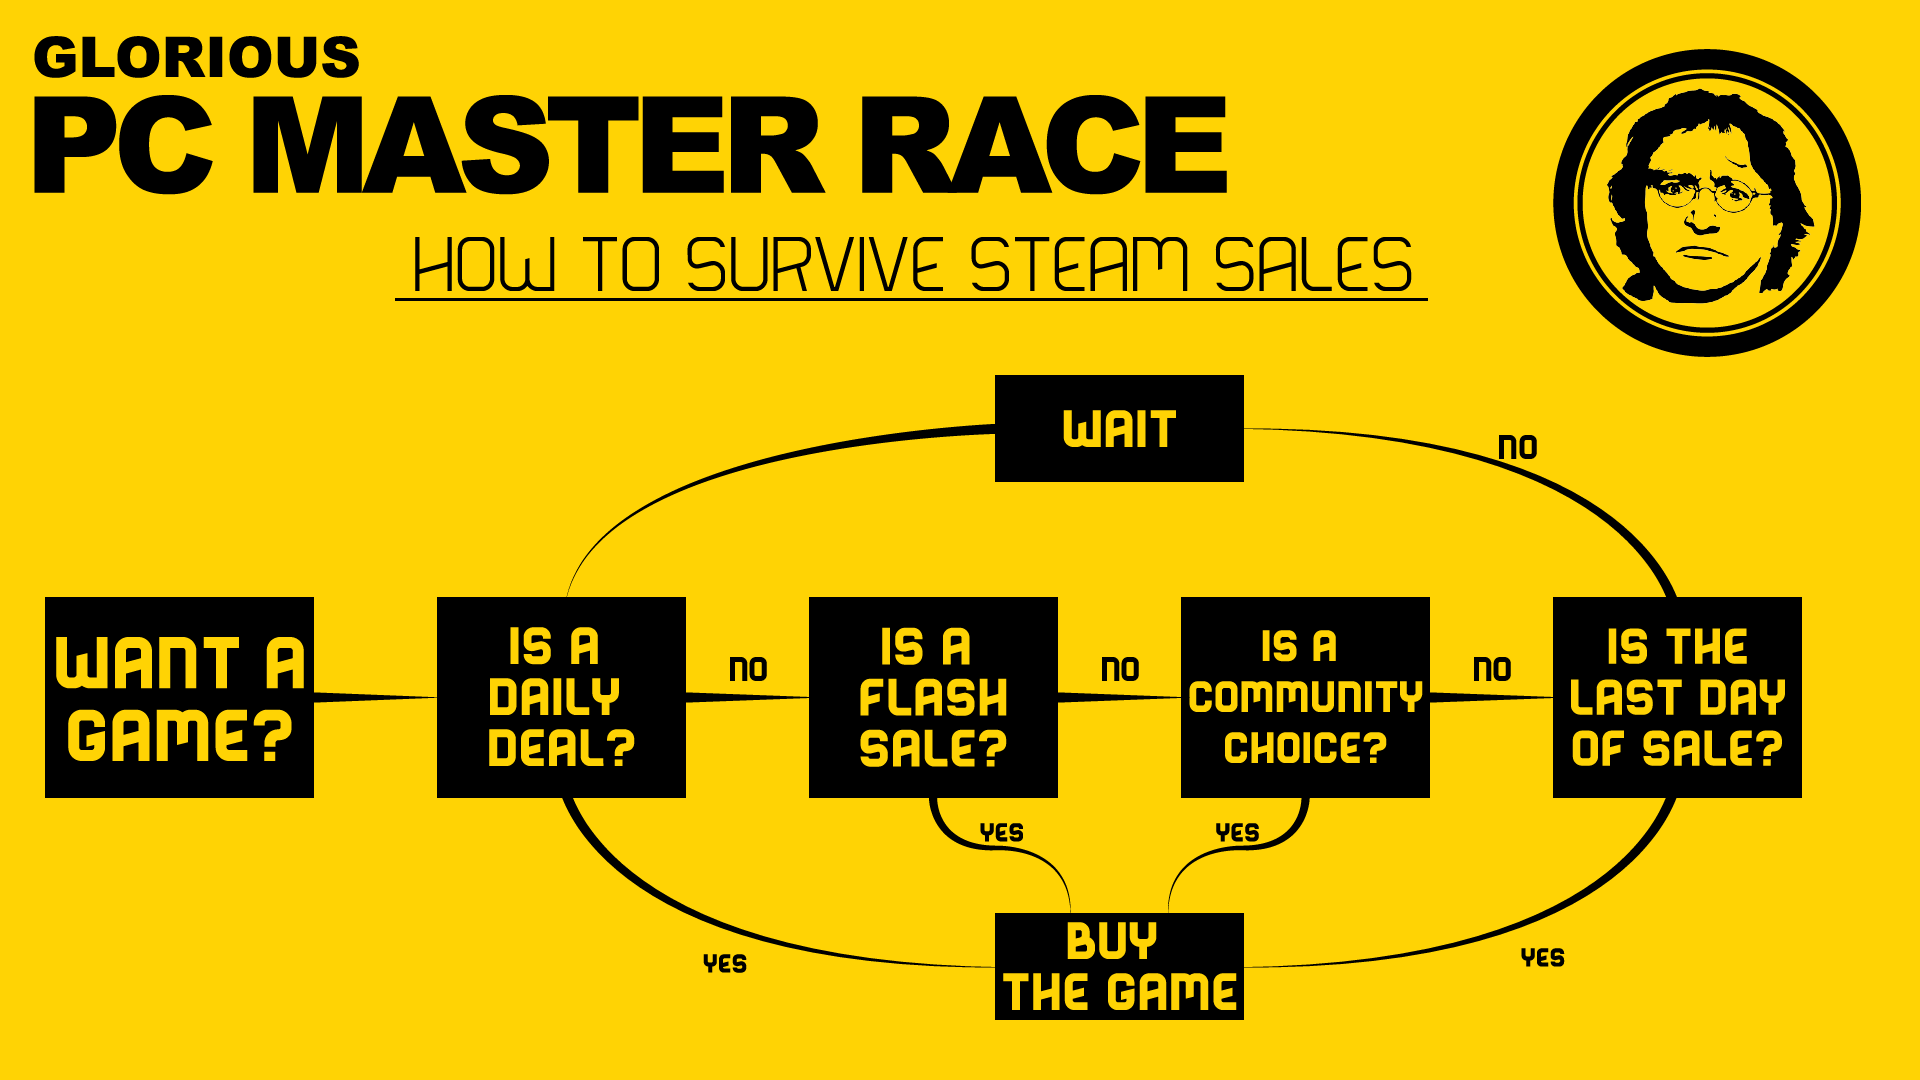 GLORIOUS
PC MASTER RACE
HOW TO SURVIVE STEAM SALES
WAIT
NO
WANT A
GAME?
IS A
DAILY
DEAL?
NO
IS A
FLASH
SALE?
NO
IS A
COMMUNITY
CHOICE?
NO
IS THE
LAST DAY
OF SALE?
YES
YES
YES
YES
BUY
THE GAME